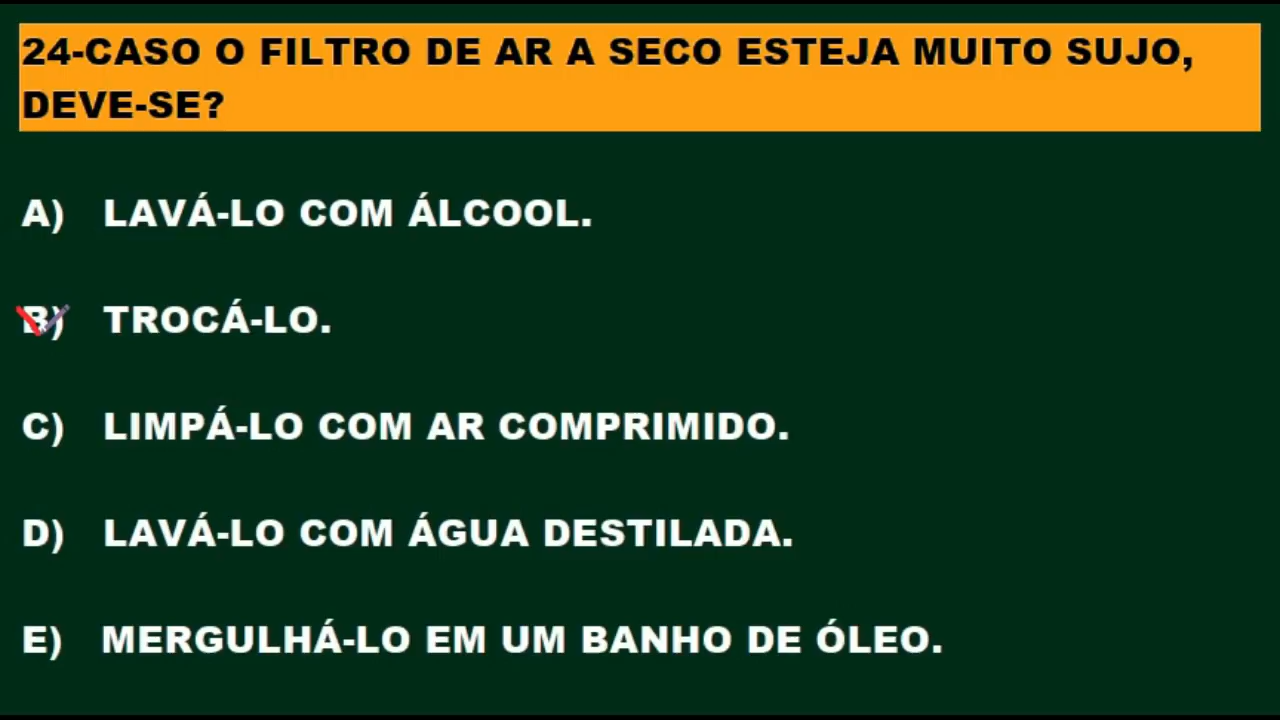 24-CASO O FILTRO DE AR A SECO ESTEJA MUITO SUJO,
DEVE-SE?
A) LAVÁ-LO COM ÁLCOOL.
B) TROCÁ-LO.
C) LIMPÁ-LO COM AR COMPRIMIDO.
D) LAVÁ-LO COM ÁGUA DESTILADA.
E) MERGULHÁ-LO EM UM BANHO DE ÓLEO.